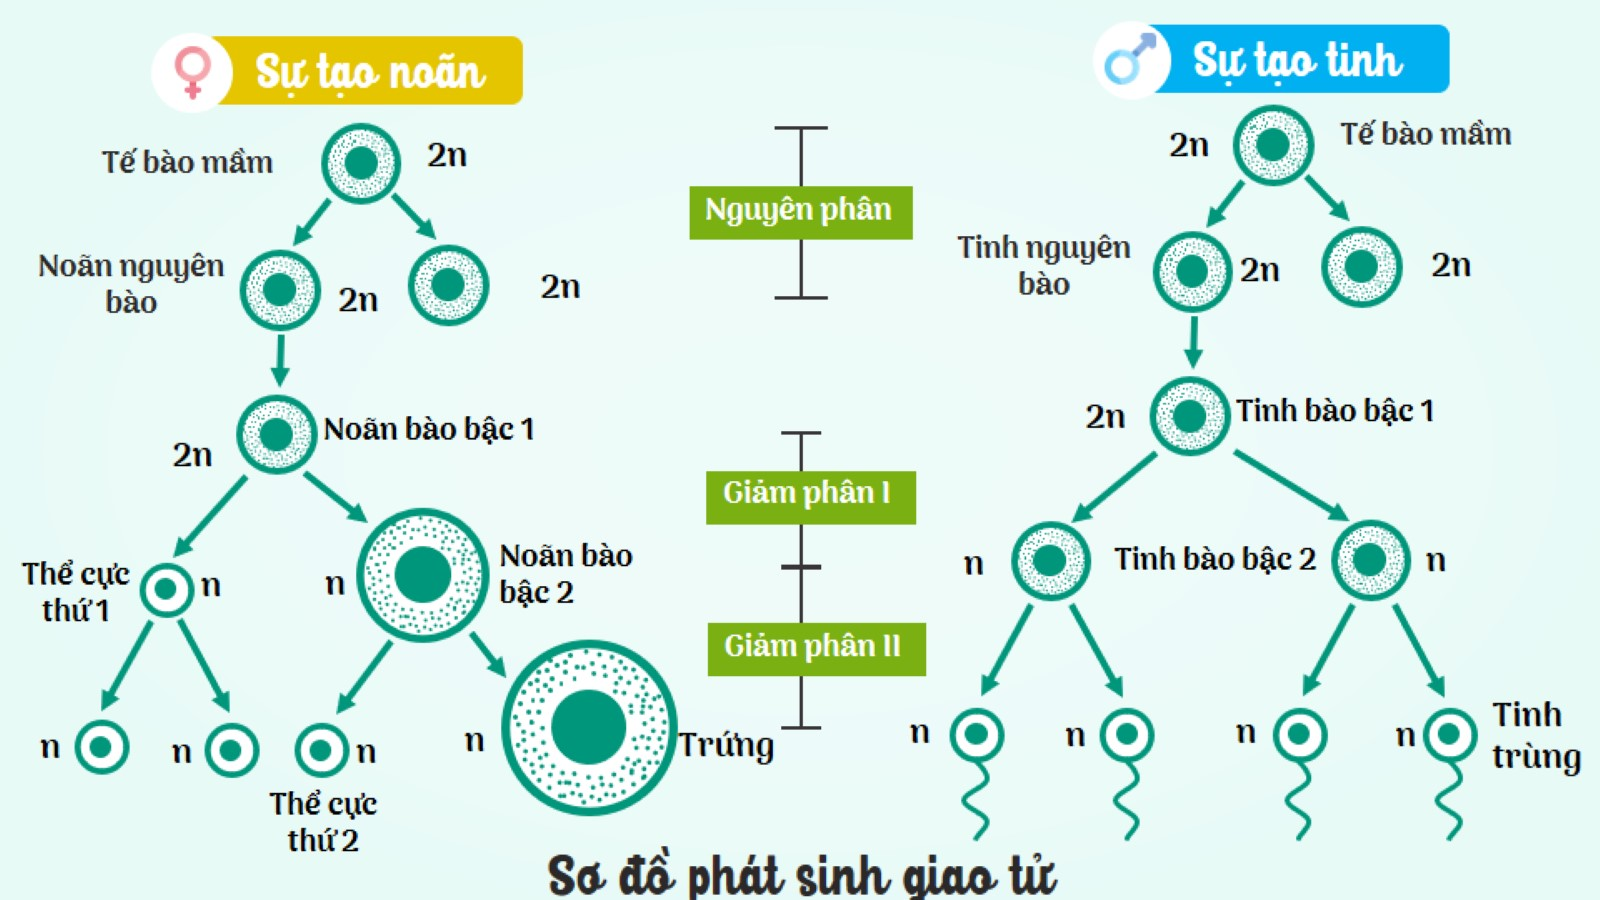 Sự tạo noãn
Tế bào mầm
2n
Noãn nguyên
bào
2n
2n
Noãn bào bậc 1
2n
Thể cực
thứ 1
n
n
Noãn bào
bậc 2
n
n
n
Thể cực
thứ 2
n
Trứng
Nguyên phân
Giảm phân I
Giảm phân II
Sự tạo tinh
2n
Tế bào mầm
Tinh nguyên
bào
2n
2n
2n
Tinh bào bậc 1
n
Tinh bào bậc 2
n
n
n
n
n
Tinh
trùng
Sơ đồ phát sinh giao tử